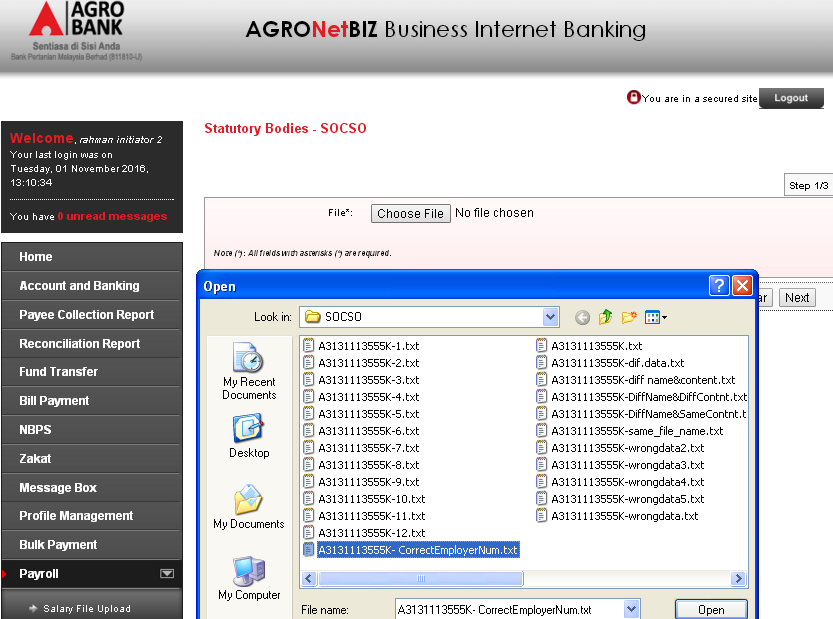 AGRO
BANK
Sentiasa di Sisi Anda
Bank Pertanian Malaysia Berhad (811810-U)
AGRONetBIZ Business Internet Banking
You are in a secured site
Logout
Welcome, rahman initiator 2
Your last login was on
Tuesday, 01 November 2016,
13:10:34
You have 0 unread messages
Statutory Bodies - SOCSO
Step 1/3
File*:
Choose File No file chosen
Note (*): All fields with asterisks (*) are required.
ar
Next
Home
Account and Banking
Payee Collection Report
Reconciliation Report
Fund Transfer
Bill Payment
NBPS
Zakat
Message Box
Profile Management
Bulk Payment
Payroll
Salary File Upload
Open
Look in:
SOCSO
My Recent
Documents
Desktop
My Documents
My Computer
A3131113555K-1.txt
A3131113555K-2.txt
A3131113555K-3.txt
A3131113555K-4.txt
A3131113555K-5.txt
A3131113555K-6.txt
A3131113555K-7.txt
A3131113555K-8.txt
A3131113555K-9.txt
A3131113555K-10.txt
A3131113555K-11.txt
A3131113555K-12.txt
A3131113555K- CorrectEmployerNum.txt
A3131113555K.txt
A3131113555K-dif.data.txt
A3131113555K-diff name&content.txt
A3131113555K-DiffName&DiffContnt.txt
A3131113555K-DiffName&SameContnt.t
A3131113555K-same_file_name.txt
A3131113555K-wrongdata2.txt
A3131113555K-wrongdata3.txt
A3131113555K-wrongdata4.txt
A3131113555K-wrongdata5.txt
A3131113555K-wrongdata.txt
File name:
A3131113555K- CorrectEmployerNum.txt
Open